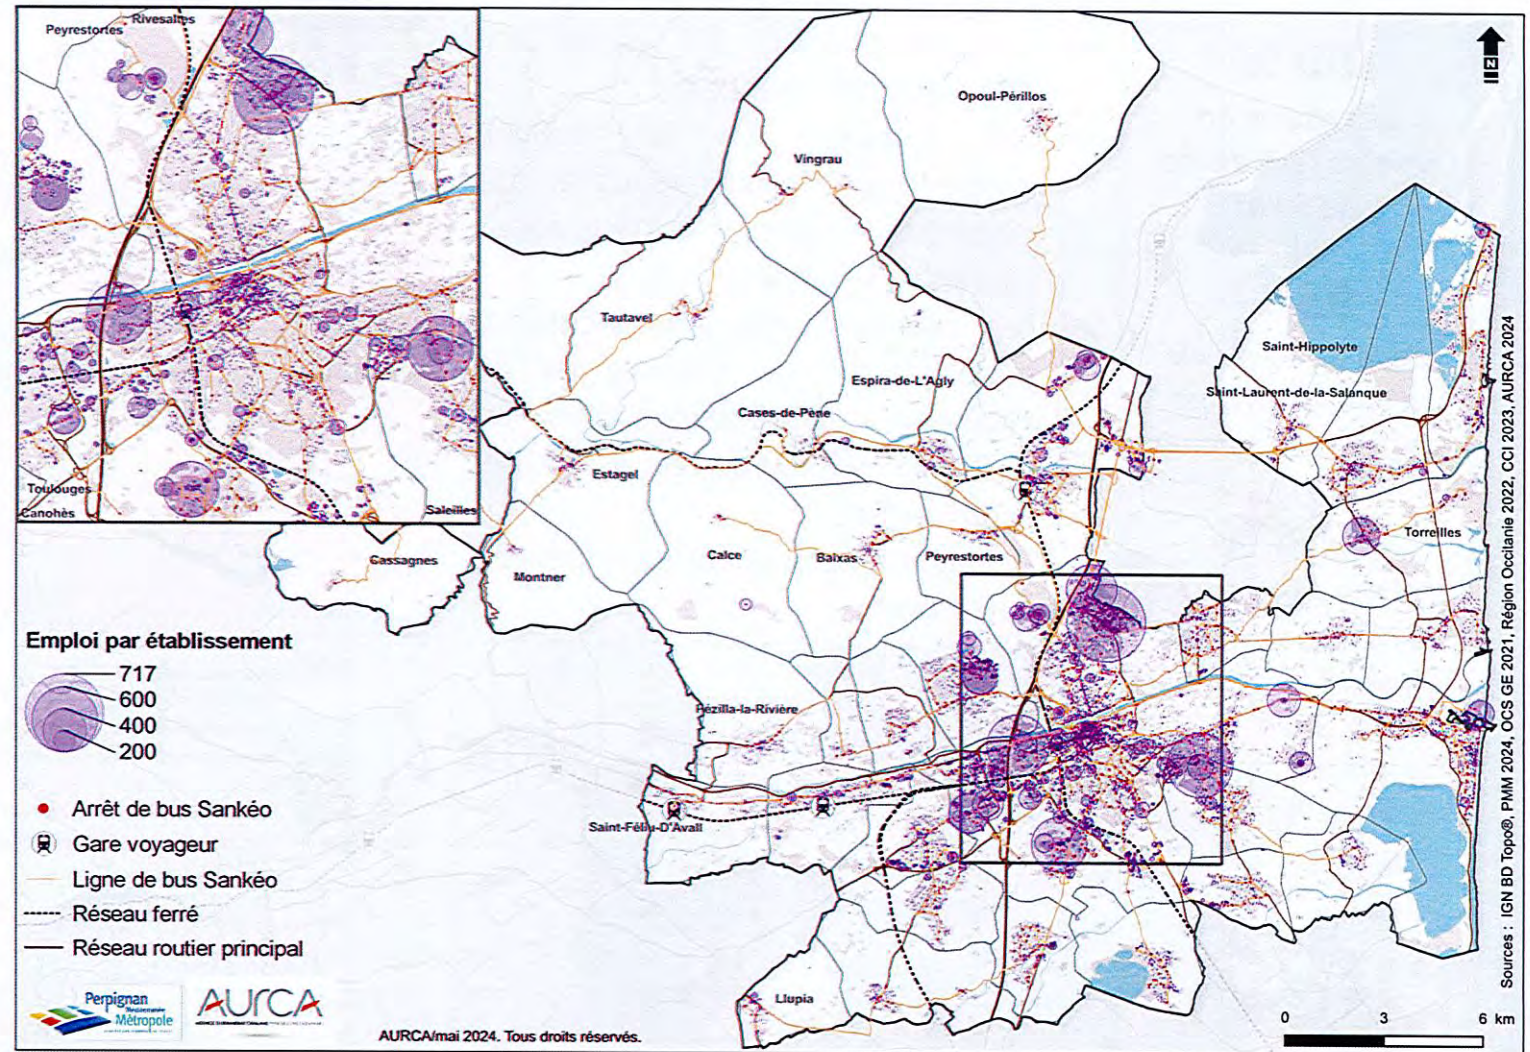 Rivesaltes
Peyrestortes
Toulouges
Canohès
Saleilles
Opoul-Périllos
Vingrau
Tautavel
Saint-Hippolyte
Saint-Laurent-de-la-Salanque
Espira-de-L'Agly
Cases-de-Pène
Estagel
Cassagnes
Montner
Calce
Baixas
Peyrestortes
Torreilles
Pézilla-la-Rivière
Saint-Féliu-D'Avall
Llupia
N
Emploi par établissement
717
600
400
200
Arrêt de bus Sankéo
Gare voyageur
Ligne de bus Sankéo
Réseau ferré
Réseau routier principal
Perpignan
Méditerranée
Métropole
AURCA
AURCA/mai 2024. Tous droits réservés.
0 3 6 km
Sources : IGN BD Topo®, PMM 2024, OCS GE 2021, Région Occitanie 2022, CCI 2023, AURCA 2024